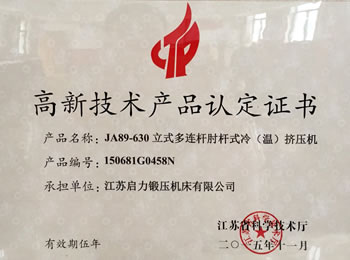 高新技术产品认定证书
产品名称：JA89-630 立式多连杆肘杆式冷（温）挤压机
产品编号：150681G0458N
承担单位：江苏启力锻压机床有限公司
江苏省科学技术厅
有效期伍年
二〇一五年十一月